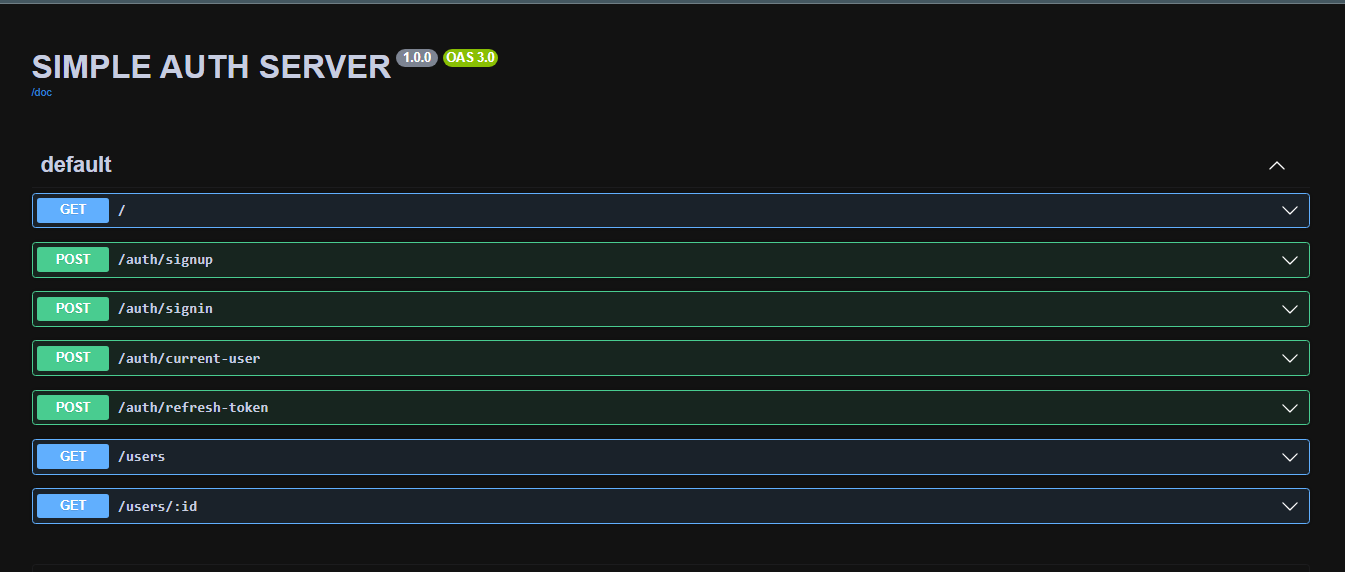 SIMPLE AUTH SERVER 1.0.0 OAS 3.0
/doc
default
GET /
POST /auth/signup
POST /auth/signin
POST /auth/current-user
POST /auth/refresh-token
GET /users
GET /users/:id